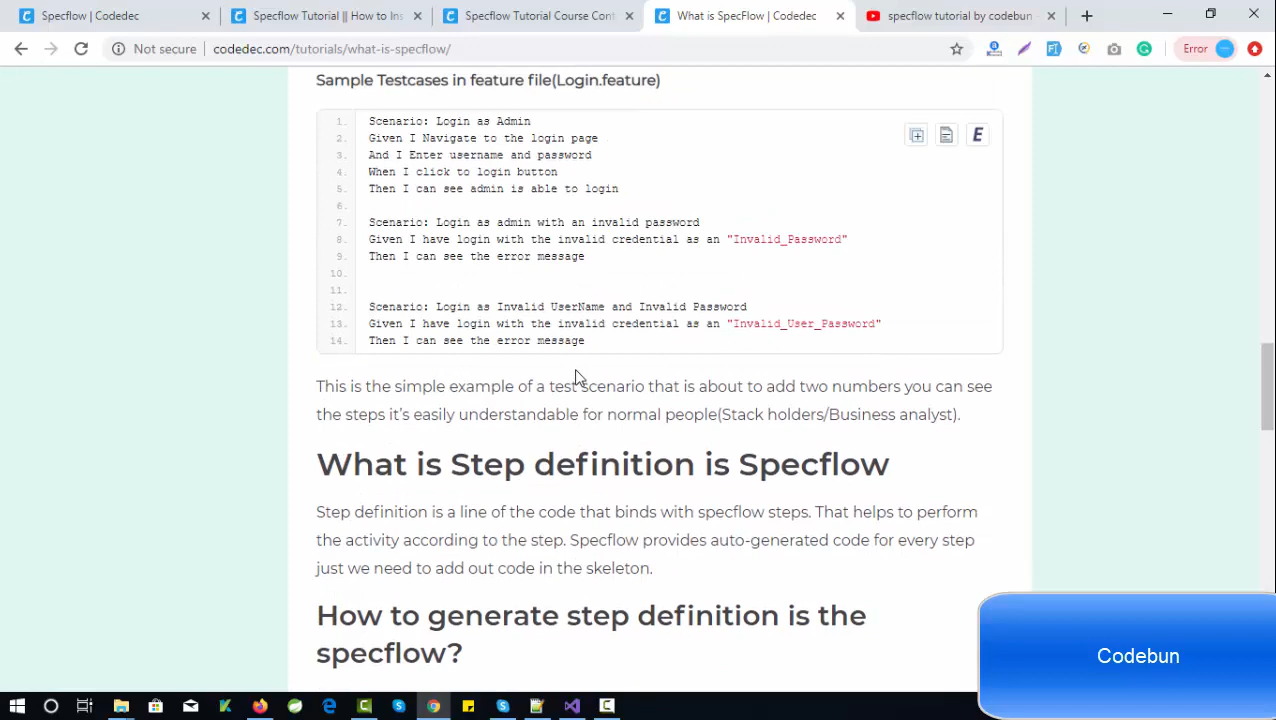 Specflow | Codedec
Specflow Tutorial || How to Ins
Specflow Tutorial Course Cont
What is SpecFlow | Codedec
specflow tutorial by codebun -
Not secure
codedec.com/tutorials/what-is-specflow/
Error
Sample Testcases in feature file(Login.feature)
1. Scenario: Login as Admin
2. Given I Navigate to the login page
3. And I Enter username and password
4. When I click to login button
5. Then I can see admin is able to login
6.
7. Scenario: Login as admin with an invalid password
8. Given I have login with the invalid credential as an "Invalid_Password"
9. Then I can see the error message
10.
11.
12. Scenario: Login as Invalid UserName and Invalid Password
13. Given I have login with the invalid credential as an "Invalid_User_Password"
14. Then I can see the error message
This is the simple example of a test scenario that is about to add two numbers you can see
the steps it's easily understandable for normal people(Stack holders/Business analyst).
What is Step definition is Specflow
Step definition is a line of the code that binds with specflow steps. That helps to perform
the activity according to the step. Specflow provides auto-generated code for every step
just we need to add out code in the skeleton.
How to generate step definition is the
specflow?
Codebun